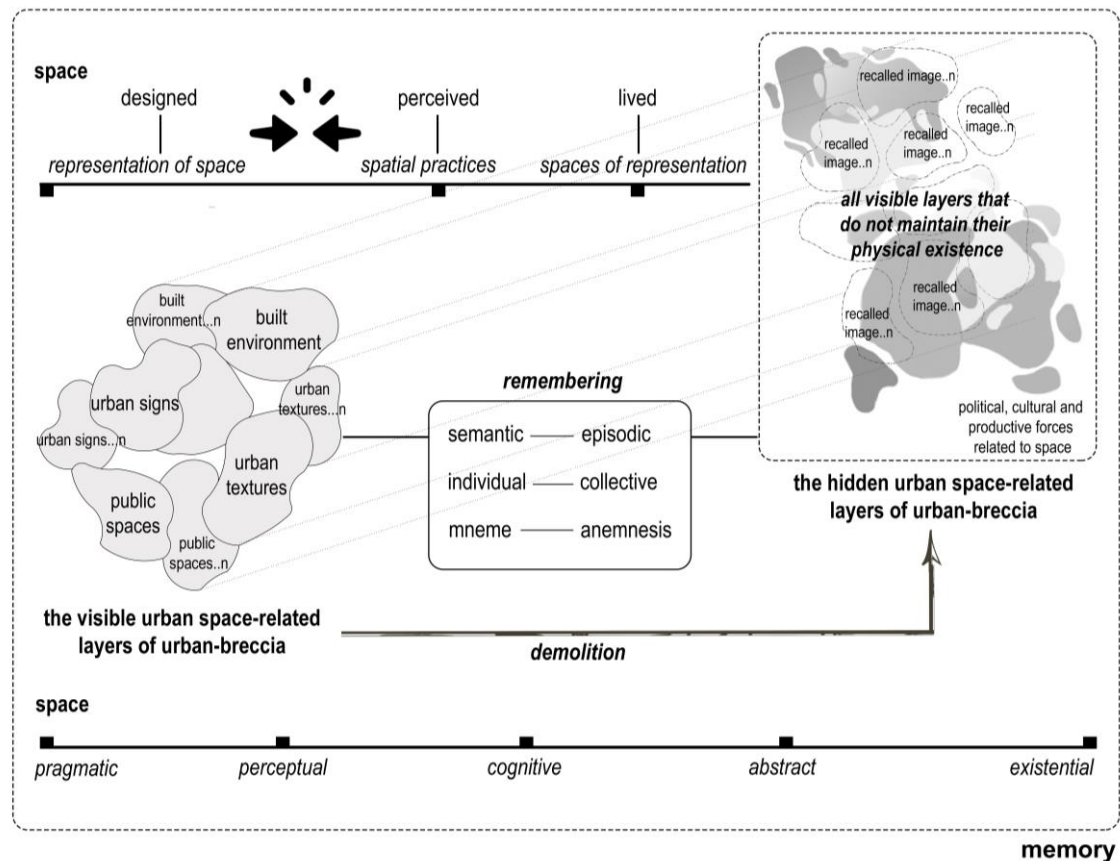 space
designed
perceived
lived
representation of space
spatial practices
spaces of representation
recalled image..n
recalled
image..n
recalled
image..n
recalled
image..n
all visible layers that
do not maintain their
physical existence
recalled
image..n
recalled
image..n
political, cultural and
productive forces
related to space
the hidden urban space-related
layers of urban-breccia
built
environment...n
built
environment
urban signs
urban signs...n
urban
textures...n
urban
textures
public
spaces
public
spaces..n
the visible urban space-related
layers of urban-breccia
remembering
semantic
episodic
individual
collective
mneme
anemnesis
demolition
space
pragmatic
perceptual
cognitive
abstract
existential
memory